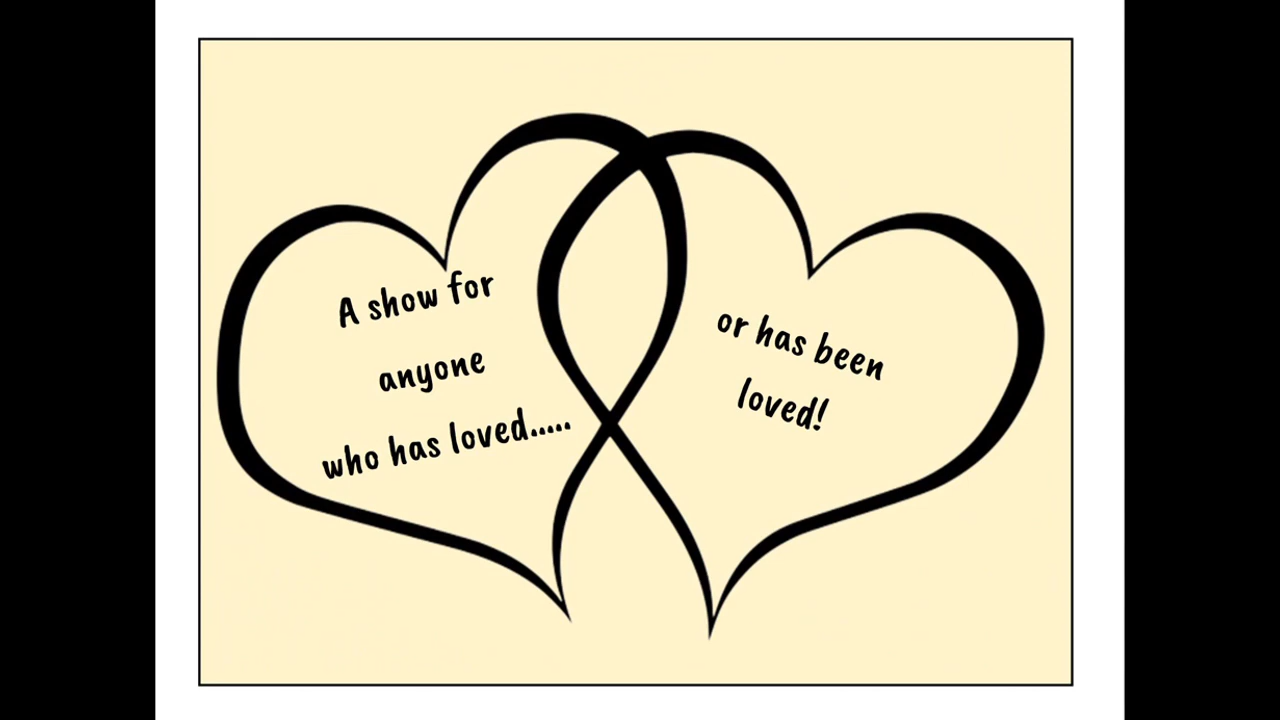 A show for
anyone
who has loved.....
or has been
loved!